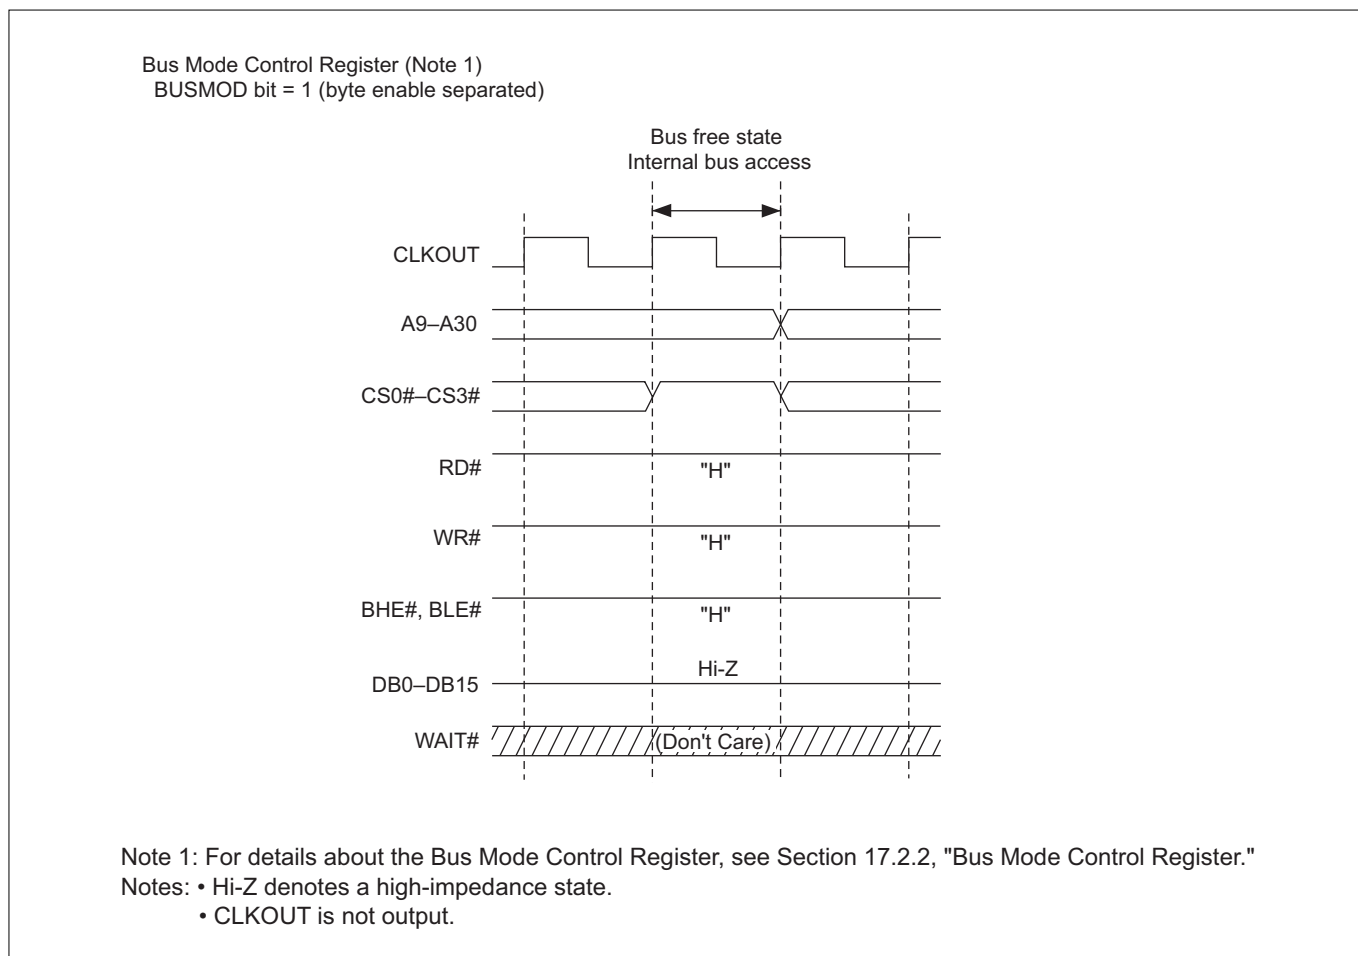 Bus Mode Control Register (Note 1)
BUSMOD bit = 1 (byte enable separated)
Bus free state
Internal bus access
CLKOUT
A9–A30
CS0#–CS3#
RD# "H"
WR# "H"
BHE#, BLE# "H"
Hi-Z
DB0–DB15
WAIT# (Don't Care)
Note 1: For details about the Bus Mode Control Register, see Section 17.2.2, "Bus Mode Control Register."
Notes: • Hi-Z denotes a high-impedance state.
• CLKOUT is not output.